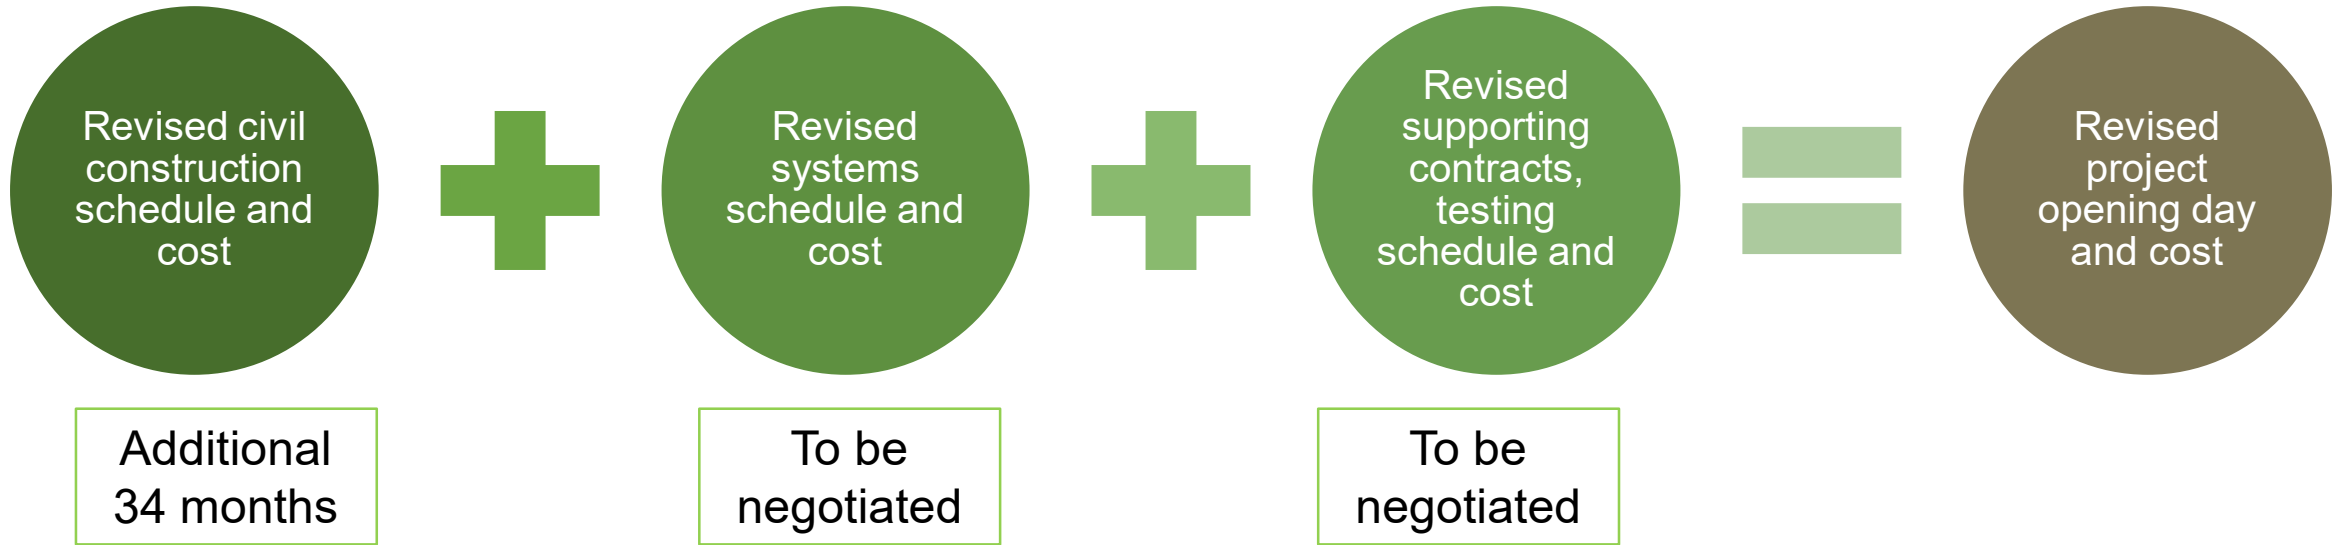 Revised civil
construction
schedule and
cost
Revised
systems
schedule and
cost
Revised
supporting
contracts,
testing
schedule and
cost
Revised
project
opening day
and cost
Additional
34 months
To be
negotiated
To be
negotiated